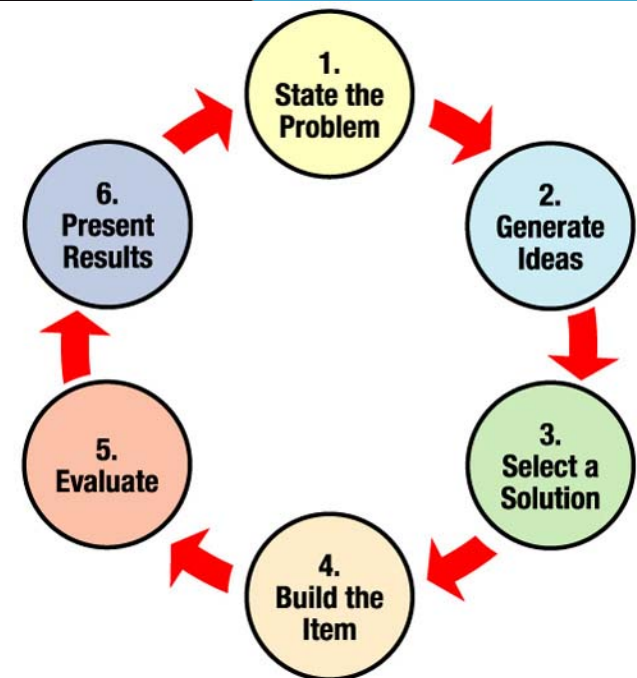 1.
State the
Problem
2.
Generate
Ideas
3.
Select a
Solution
4.
Build the
Item
5.
Evaluate
6.
Present
Results